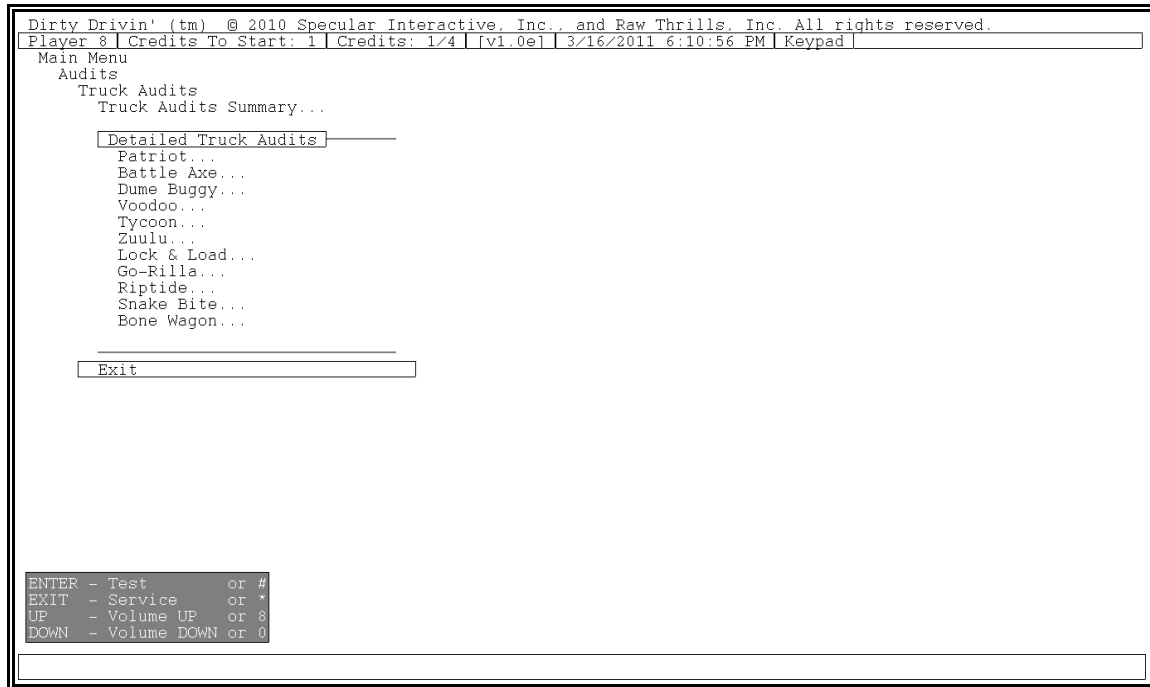 Dirty Drivin' (tm) © 2010 Specular Interactive, Inc., and Raw Thrills, Inc. All rights reserved.
Player 8 | Credits To Start: 1 | Credits: 1/4 | [v1.0e] | 3/16/2011 6:10:56 PM | Keypad |
Main Menu
Audits
Truck Audits
Truck Audits Summary...
Detailed Truck Audits
Patriot...
Battle Axe...
Dume Buggy...
Voodoo...
Tycoon...
Zuulu...
Lock & Load...
Go-Rilla...
Riptide...
Snake Bite...
Bone Wagon...
Exit
ENTER - Test or #
EXIT - Service or *
UP - Volume UP or 8
DOWN - Volume DOWN or 0